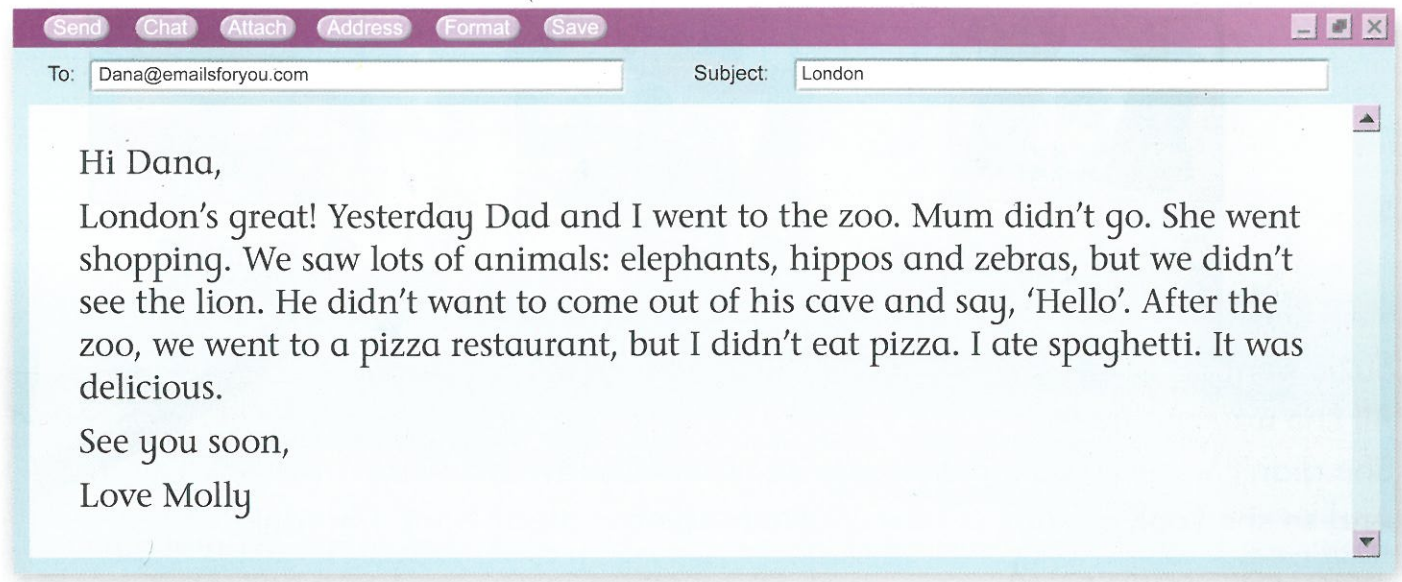 Send Chat Attach Address Format Save
To: Dana@emailsforyou.com Subject: London
Hi Dana,
London's great! Yesterday Dad and I went to the zoo. Mum didn't go. She went
shopping. We saw lots of animals: elephants, hippos and zebras, but we didn't
see the lion. He didn't want to come out of his cave and say, ‘Hello’. After the
zoo, we went to a pizza restaurant, but I didn't eat pizza. I ate spaghetti. It was
delicious.
See you soon,
Love Molly